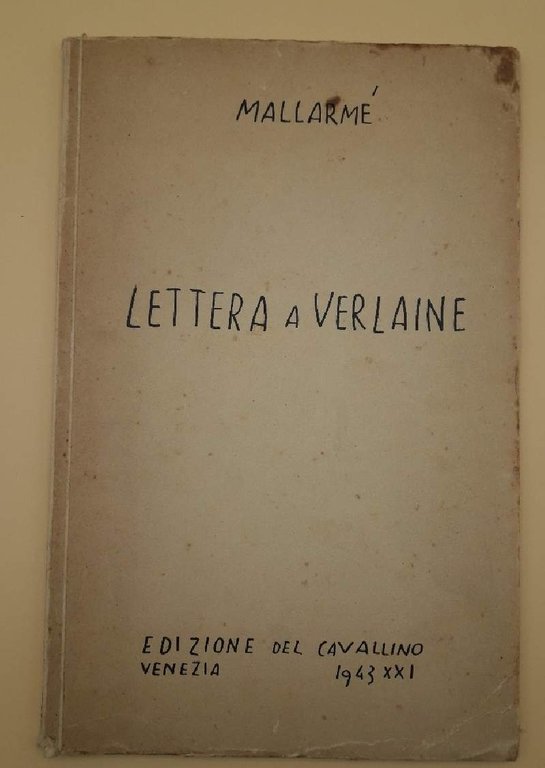 MALLARMÉ
LETTERA A VERLAINE
EDIZIONE DEL CAVALLINO
VENEZIA 1943 XXI